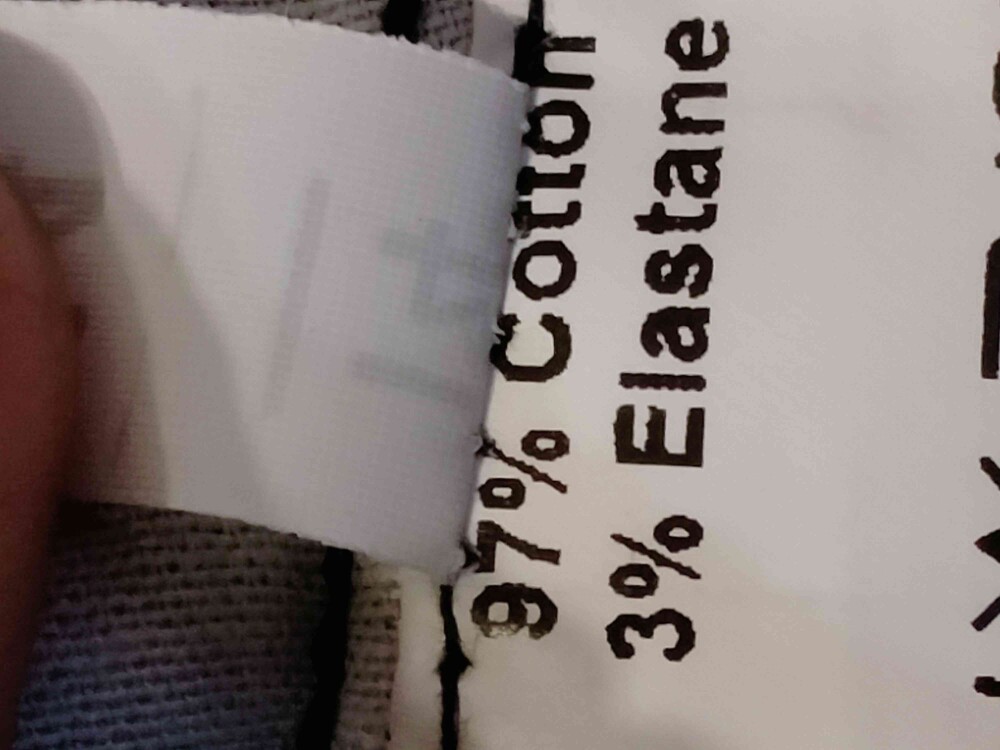 97% Cotton
3% Elastane